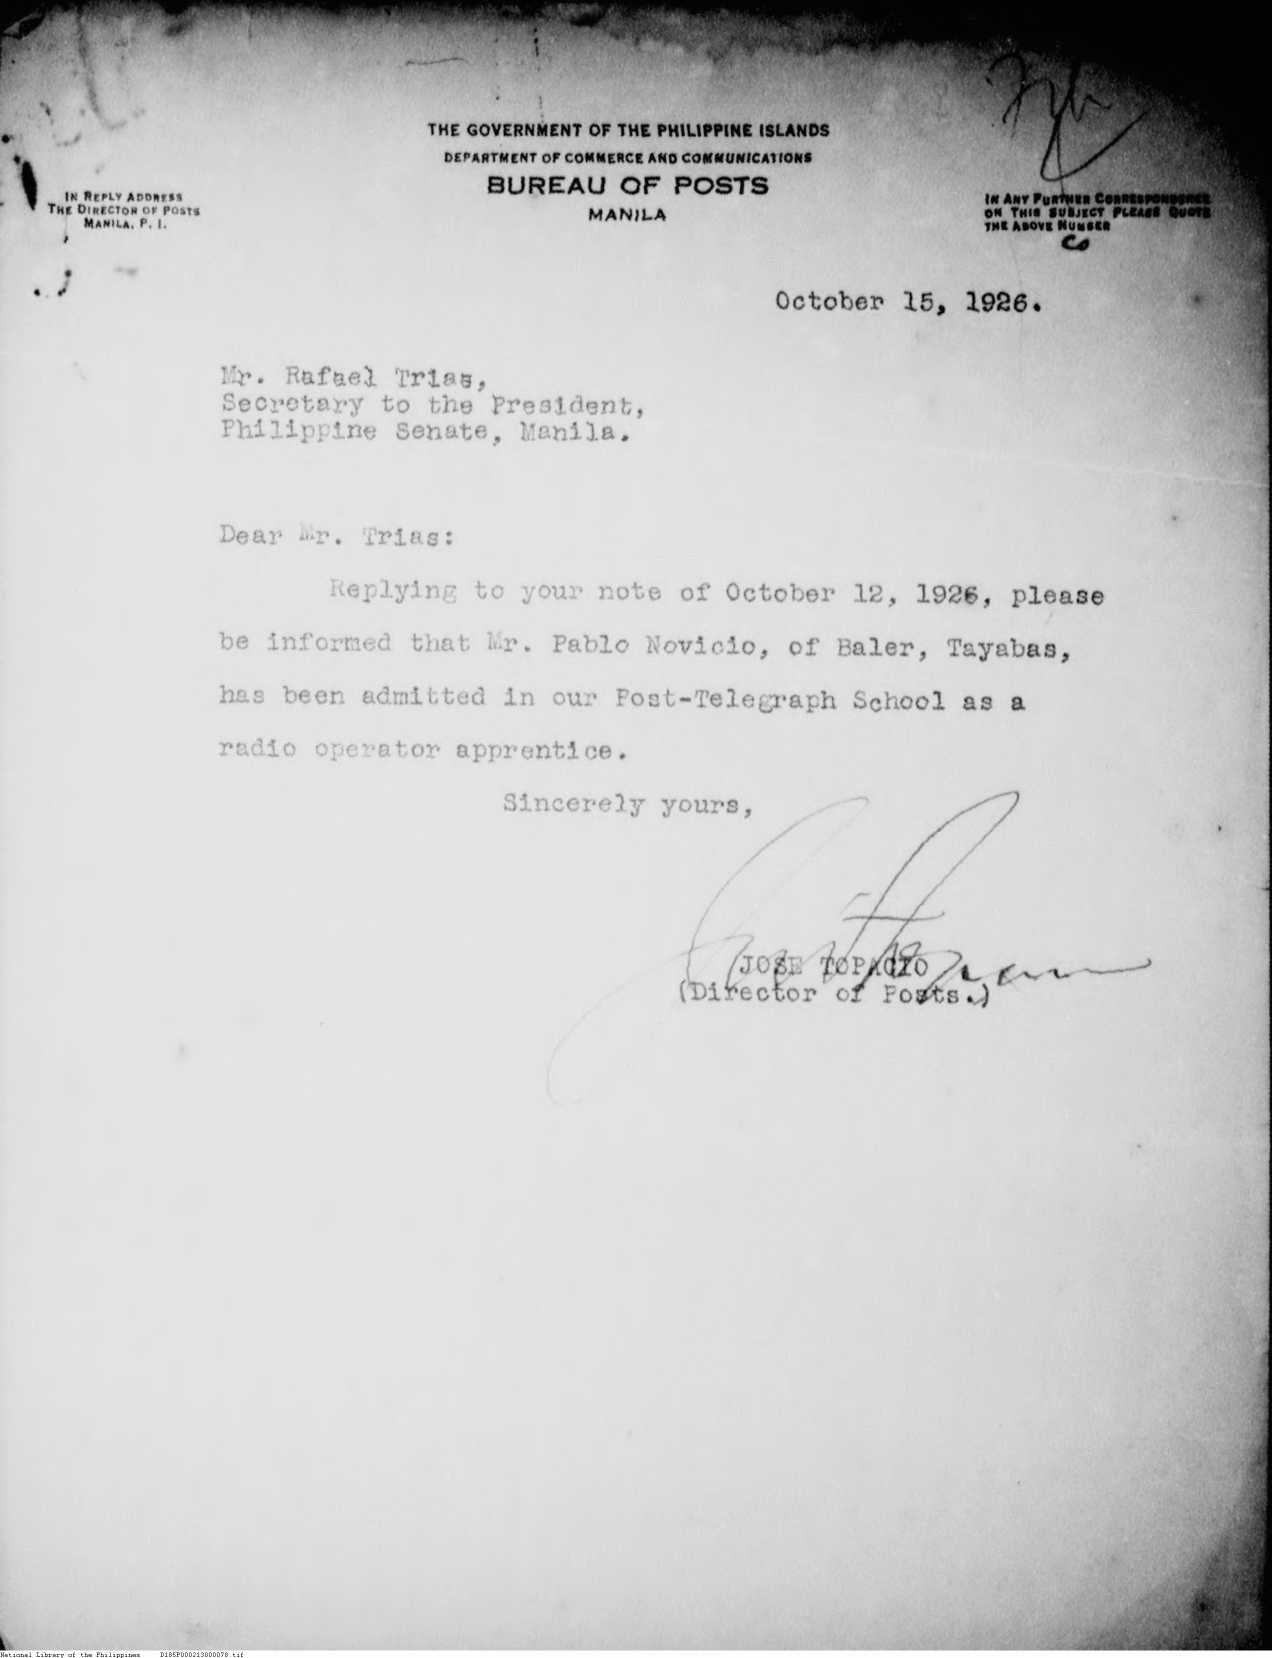 THE GOVERNMENT OF THE PHILIPPINE ISLANDS
DEPARTMENT OF COMMERCE AND COMMUNICATIONS
BUREAU OF POSTS
MANILA
IN REPLY ADDRESS
THE DIRECTOR OF POSTS
MANILA, P. I.
IN ANY FURTHER CORRESPONDENCE
ON THIS SUBJECT PLEASE QUOTE
THE ABOVE NUMBER
October 15, 1926.
Mr. Rafael Trias,
Secretary to the President,
Philippine Senate, Manila.
Dear Mr. Trias:
Replying to your note of October 12, 1926, please
be informed that Mr. Pablo Novicio, of Baler, Tayabas,
has been admitted in our Post-Telegraph School as a
radio operator apprentice.
Sincerely yours,
JOSE TOPACIO
(Director of Posts.)
National Library of the Philippines D185P000213000078.tif